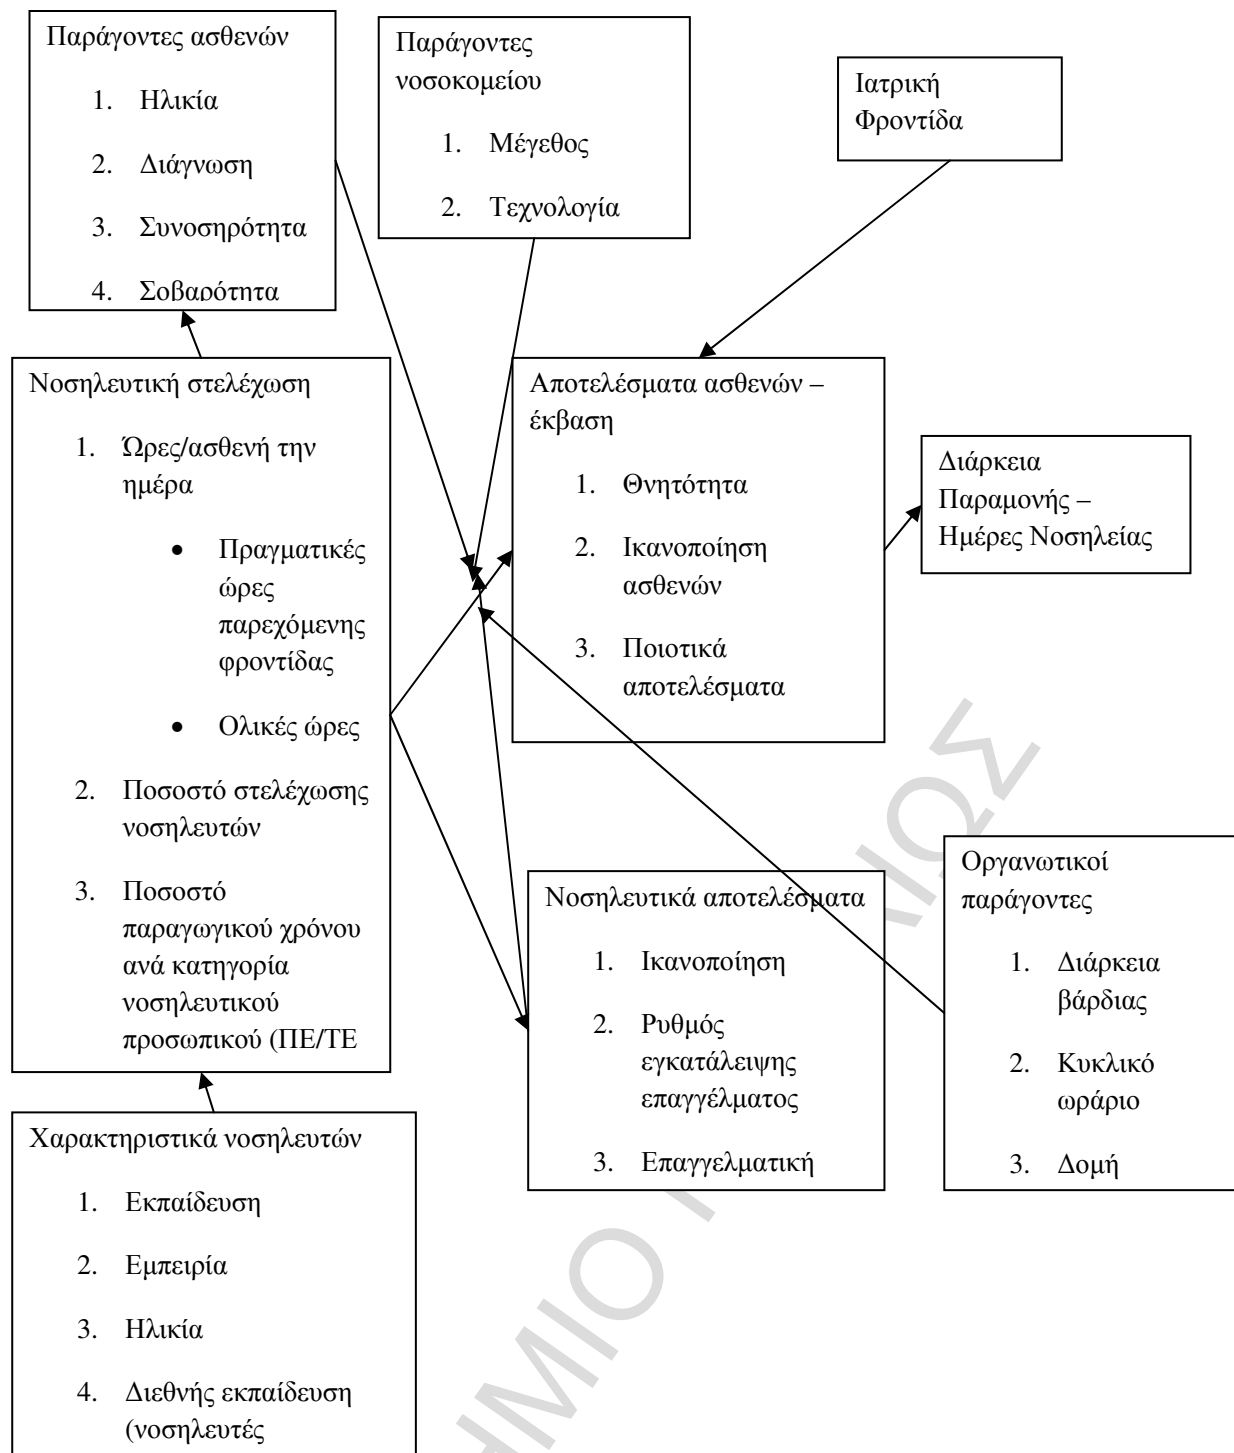 Παράγοντες ασθενών
1. Ηλικία
2. Διάγνωση
3. Συνοσηρότητα
4. Σοβαρότητα
Παράγοντες
νοσοκομείου
1. Μέγεθος
2. Τεχνολογία
Ιατρική
Φροντίδα
Νοσηλευτική στελέχωση
1. Ώρες/ασθενή την
ημέρα
• Πραγματικές
ώρες
παρεχόμενης
φροντίδας
• Ολικές ώρες
2. Ποσοστό στελέχωσης
νοσηλευτών
3. Ποσοστό
παραγωγικού χρόνου
ανά κατηγορία
νοσηλευτικού
προσωπικού (ΠΕ/ΤΕ
Αποτελέσματα ασθενών –
έκβαση
1. Θνητότητα
2. Ικανοποίηση
ασθενών
3. Ποιοτικά
αποτελέσματα
Διάρκεια
Παραμονής –
Ημέρες Νοσηλείας
Νοσηλευτικά αποτελέσματα
1. Ικανοποίηση
2. Ρυθμός
εγκατάλειψης
επαγγέλματος
3. Επαγγελματική
Οργανωτικοί
παράγοντες
1. Διάρκεια
βάρδιας
2. Κυκλικό
ωράριο
3. Δομή
Χαρακτηριστικά νοσηλευτών
1. Εκπαίδευση
2. Εμπειρία
3. Ηλικία
4. Διεθνής εκπαίδευση
(νοσηλευτές